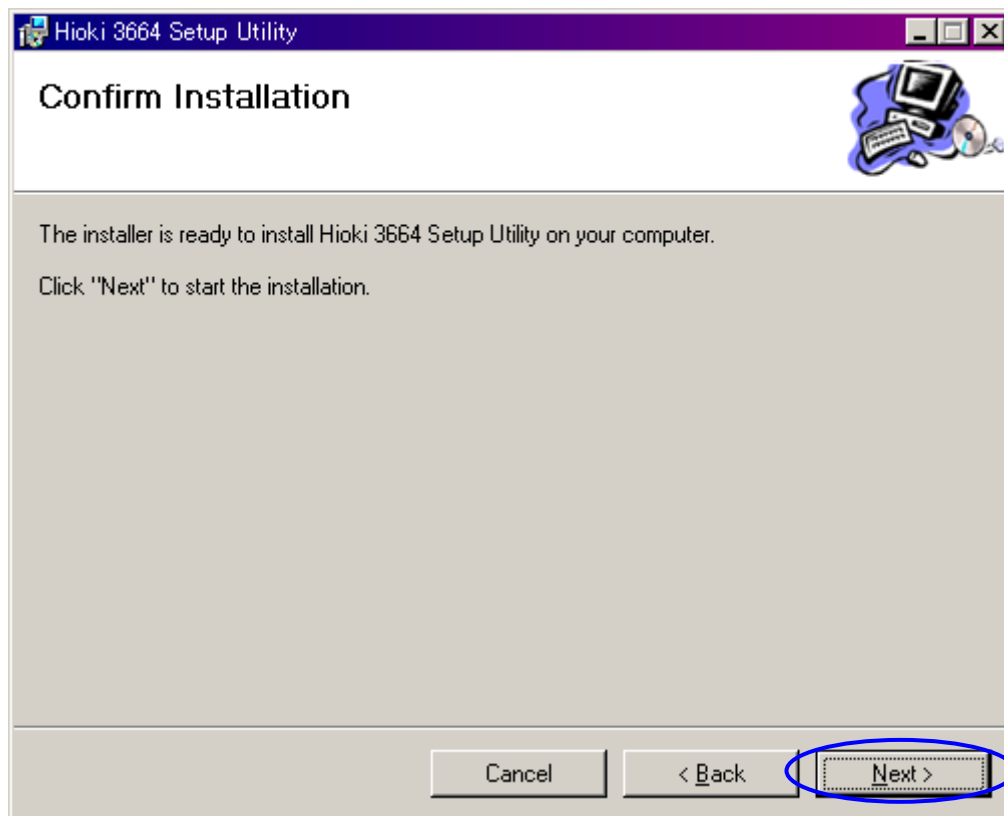 Hioki 3664 Setup Utility
Confirm Installation
The installer is ready to install Hioki 3664 Setup Utility on your computer.
Click "Next" to start the installation.
Cancel
< Back
Next >